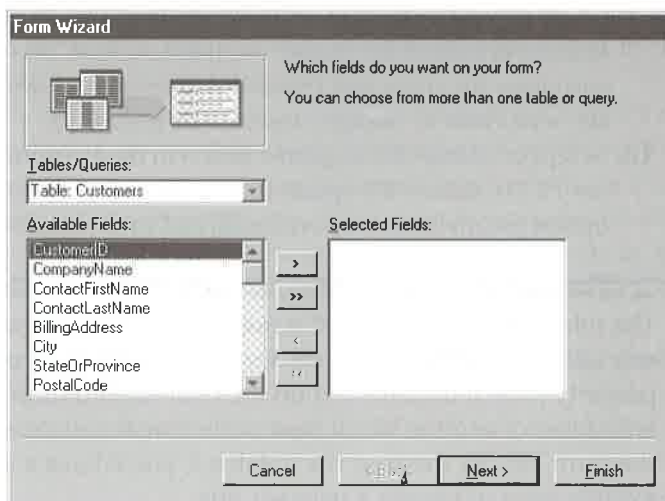 Form Wizard
Which fields do you want on your form?
You can choose from more than one table or query.
Tables/Queries:
Table: Customers
Available Fields:
Selected Fields:
CustomerID
CompanyName
ContactFirstName
ContactLastName
BillingAddress
City
StateOrProvince
PostalCode
>
>>
<
<<
Cancel
< Back
Next >
Finish